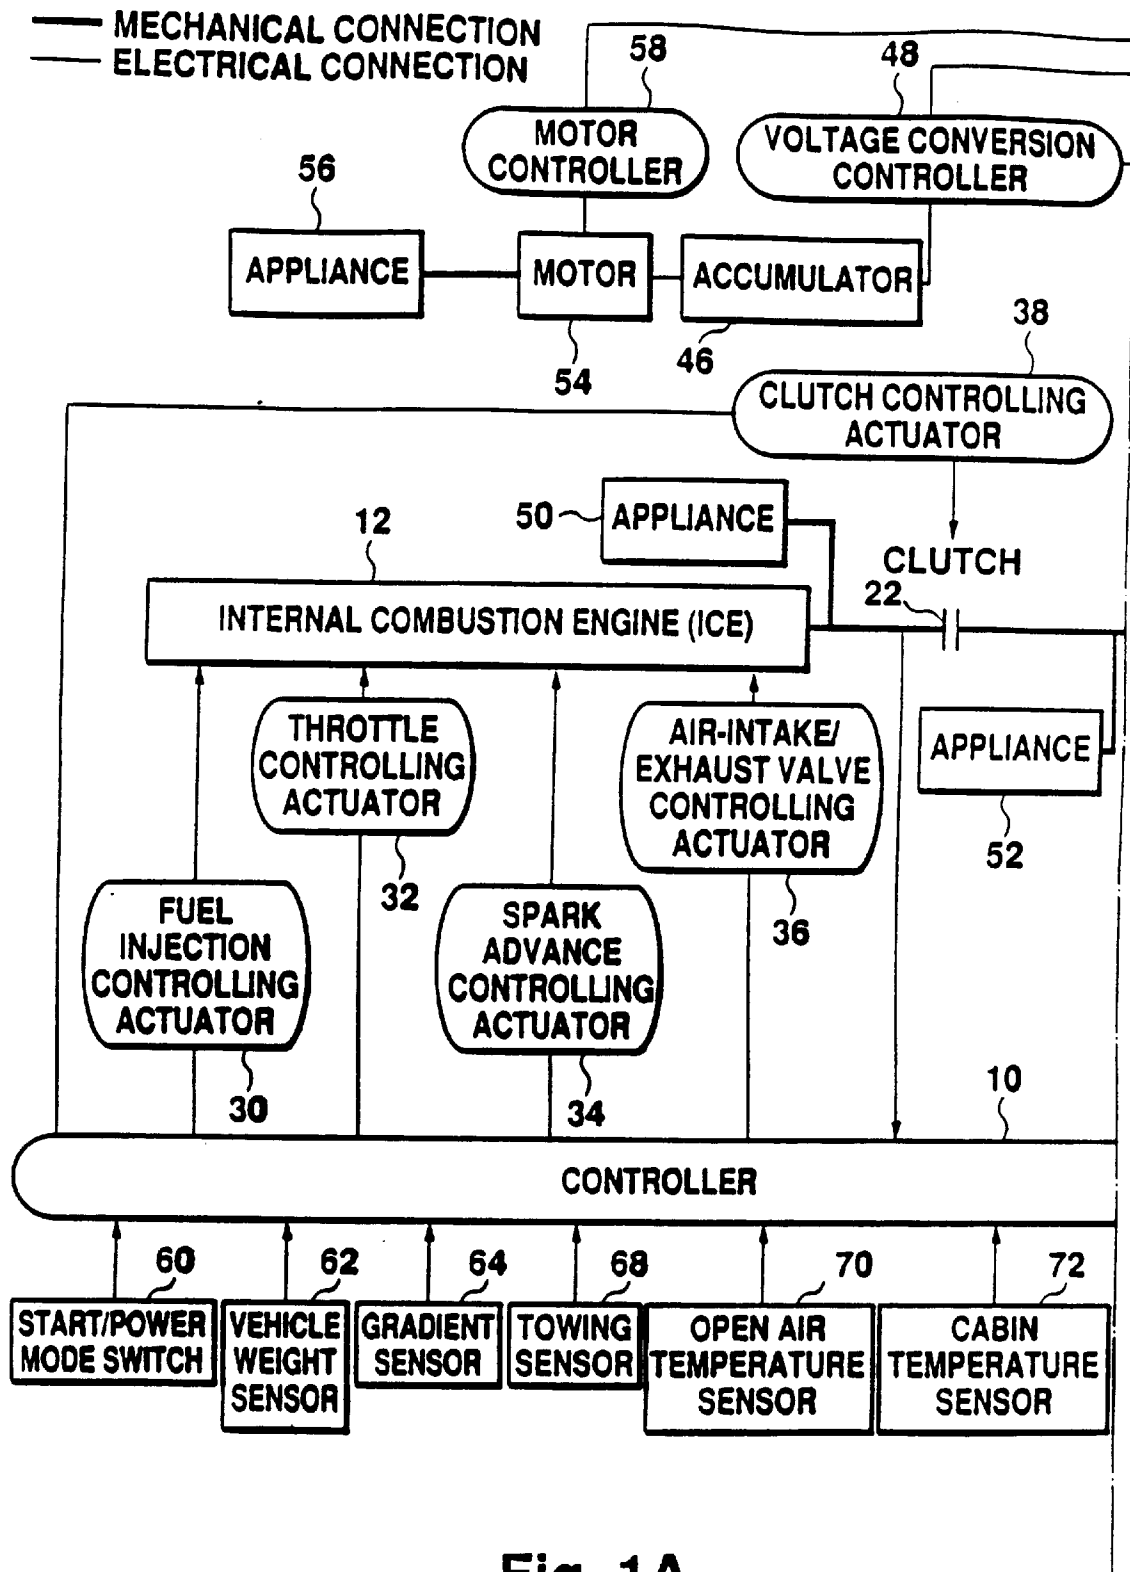 MECHANICAL CONNECTION
ELECTRICAL CONNECTION
58
48
MOTOR
CONTROLLER
VOLTAGE CONVERSION
CONTROLLER
56
APPLIANCE
MOTOR
ACCUMULATOR
54
46
38
CLUTCH CONTROLLING
ACTUATOR
50
APPLIANCE
12
CLUTCH
22
INTERNAL COMBUSTION ENGINE (ICE)
THROTTLE
CONTROLLING
ACTUATOR
32
AIR-INTAKE/
EXHAUST VALVE
CONTROLLING
ACTUATOR
36
APPLIANCE
52
FUEL
INJECTION
CONTROLLING
ACTUATOR
30
SPARK
ADVANCE
CONTROLLING
ACTUATOR
34
10
CONTROLLER
60
62
64
68
70
72
START/POWER
MODE SWITCH
VEHICLE
WEIGHT
SENSOR
GRADIENT
SENSOR
TOWING
SENSOR
OPEN AIR
TEMPERATURE
SENSOR
CABIN
TEMPERATURE
SENSOR
Fig. 1A